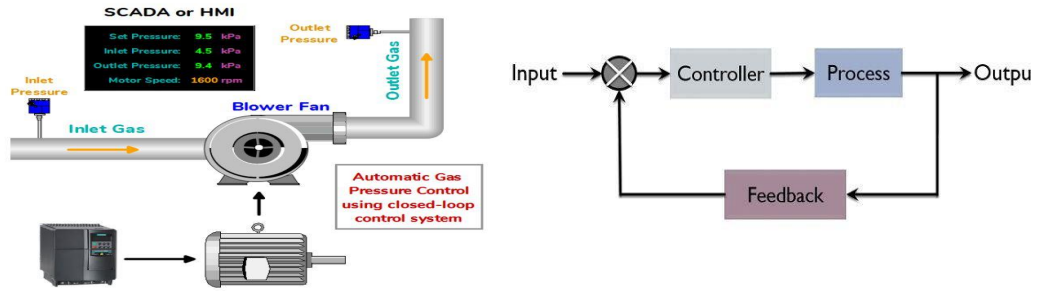 SCADA or HMI
Set Pressure: 9.5 kPa
Inlet Pressure: 4.5 kPa
Outlet Pressure: 9.4 kPa
Motor Speed: 1600 rpm
Outlet
Pressure
Inlet
Pressure
Outlet Gas
Blower Fan
Inlet Gas
Automatic Gas
Pressure Control
using closed-loop
control system
Input
Controller
Process
Outpu
Feedback